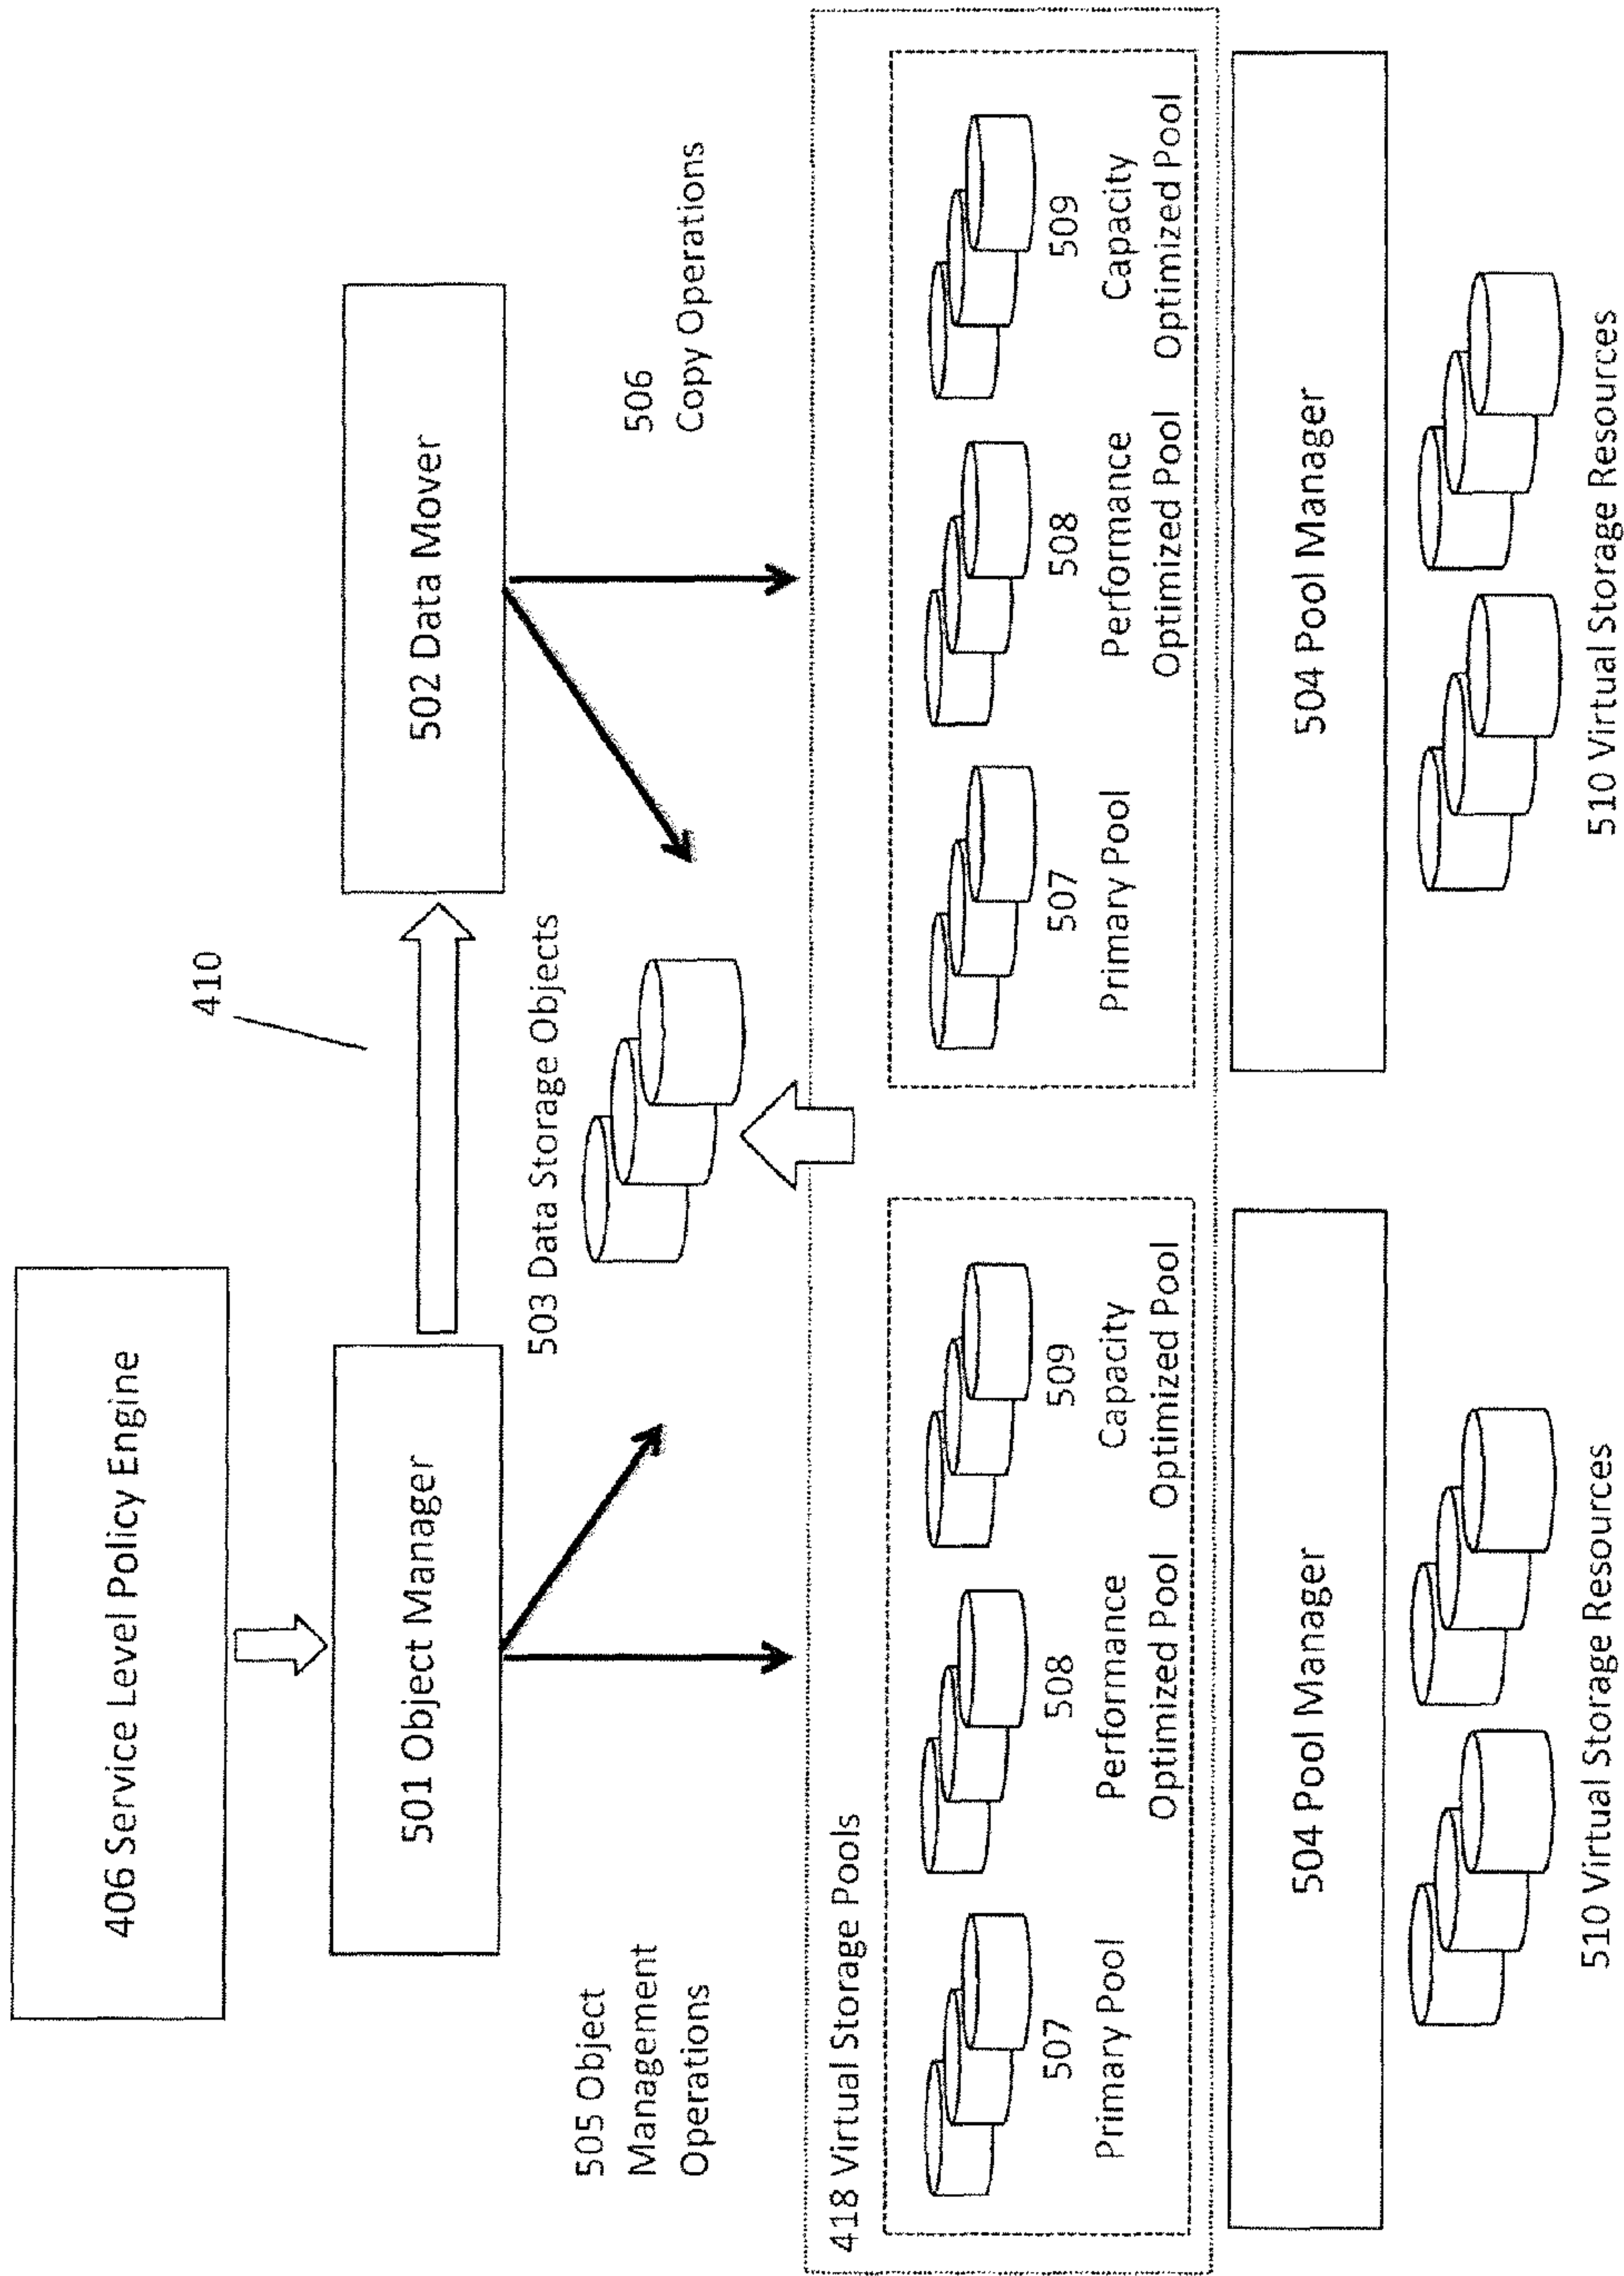 406 Service Level Policy Engine
501 Object Manager
410
502 Data Mover
505 Object
Management
Operations
503 Data Storage Objects
506
Copy Operations
418 Virtual Storage Pools
507
Primary Pool
508
Performance
Optimized Pool
509
Capacity
Optimized Pool
507
Primary Pool
508
Performance
Optimized Pool
509
Capacity
Optimized Pool
504 Pool Manager
504 Pool Manager
510 Virtual Storage Resources
510 Virtual Storage Resources